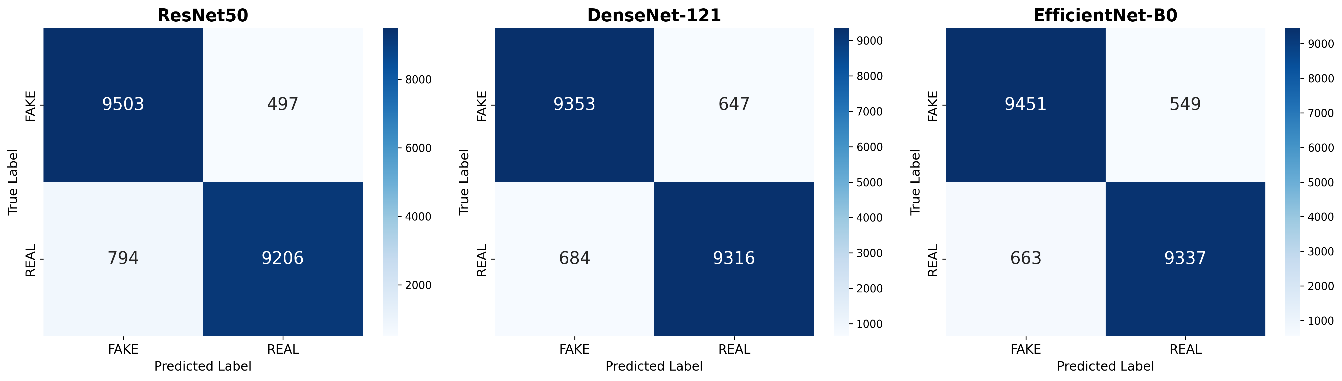 ResNet50
FAKE
9503
497
8000
6000
True Label
4000
REAL
794
9206
2000
FAKE
REAL
Predicted Label
DenseNet-121
9000
FAKE
9353
647
8000
7000
6000
True Label
5000
4000
REAL
684
9316
3000
2000
1000
FAKE
REAL
Predicted Label
EfficientNet-B0
9000
FAKE
9451
549
8000
7000
6000
True Label
5000
4000
REAL
663
9337
3000
2000
1000
FAKE
REAL
Predicted Label